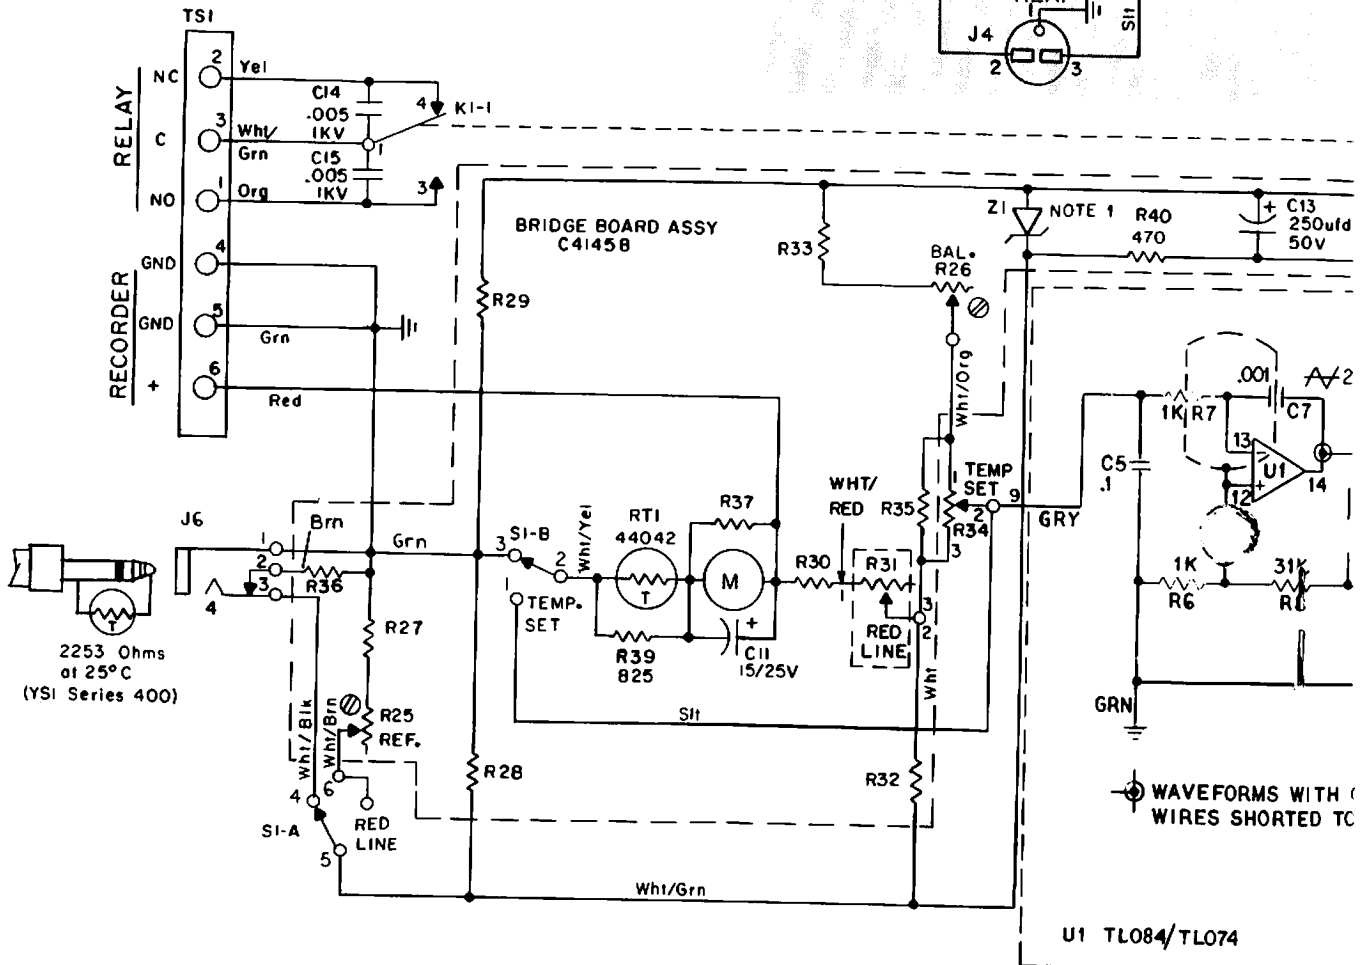 TS1
RELAY
NC
2
Yel
C14
.005
1KV
4
K1-1
C
3
Wht/
Grn
1
C15
.005
1KV
NO
1
Org
3
RECORDER
GND
4
GND
5
Grn
+
6
Red
J4
1
2
3
Slt
BRIDGE BOARD ASSY
C4145B
R29
R33
BAL.
R26
Z1
NOTE 1
R40
470
+ C13
250ufd
50V
Wht/Org
J6
Brn
1
2
3
4
R36
Grn
T
2253 Ohms
at 25°C
(YSI Series 400)
R27
R25
REF.
Wht/Blk
Wht/Brn
4
6
S1-A
5
RED
LINE
R28
3
S1-B
2
1
TEMP.
SET
Wht/Yel
RT1
44042
T
R39
825
R37
M
+
C11
15/25V
R30
WHT/
RED
R31
RED
LINE
3
2
R35
R34
1
2
3
TEMP
SET
9
GRY
Slt
Wht
R32
Wht/Grn
C5
.1
1K R7
.001
C7
2
13
12
U1
14
+
1K
R6
31K
GRN
WAVEFORMS WITH
WIRES SHORTED TO
U1 TL084/TL074